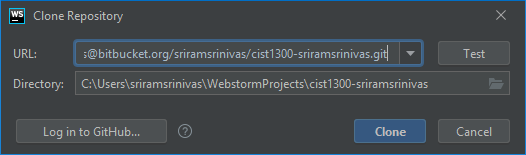 WS Clone Repository
URL: s@bitbucket.org/sriramsrinivas/cist1300-sriramsrinivas.git Test
Directory: C:\Users\sriramsrinivas\WebstormProjects\cist1300-sriramsrinivas
Log in to GitHub... ? Clone Cancel